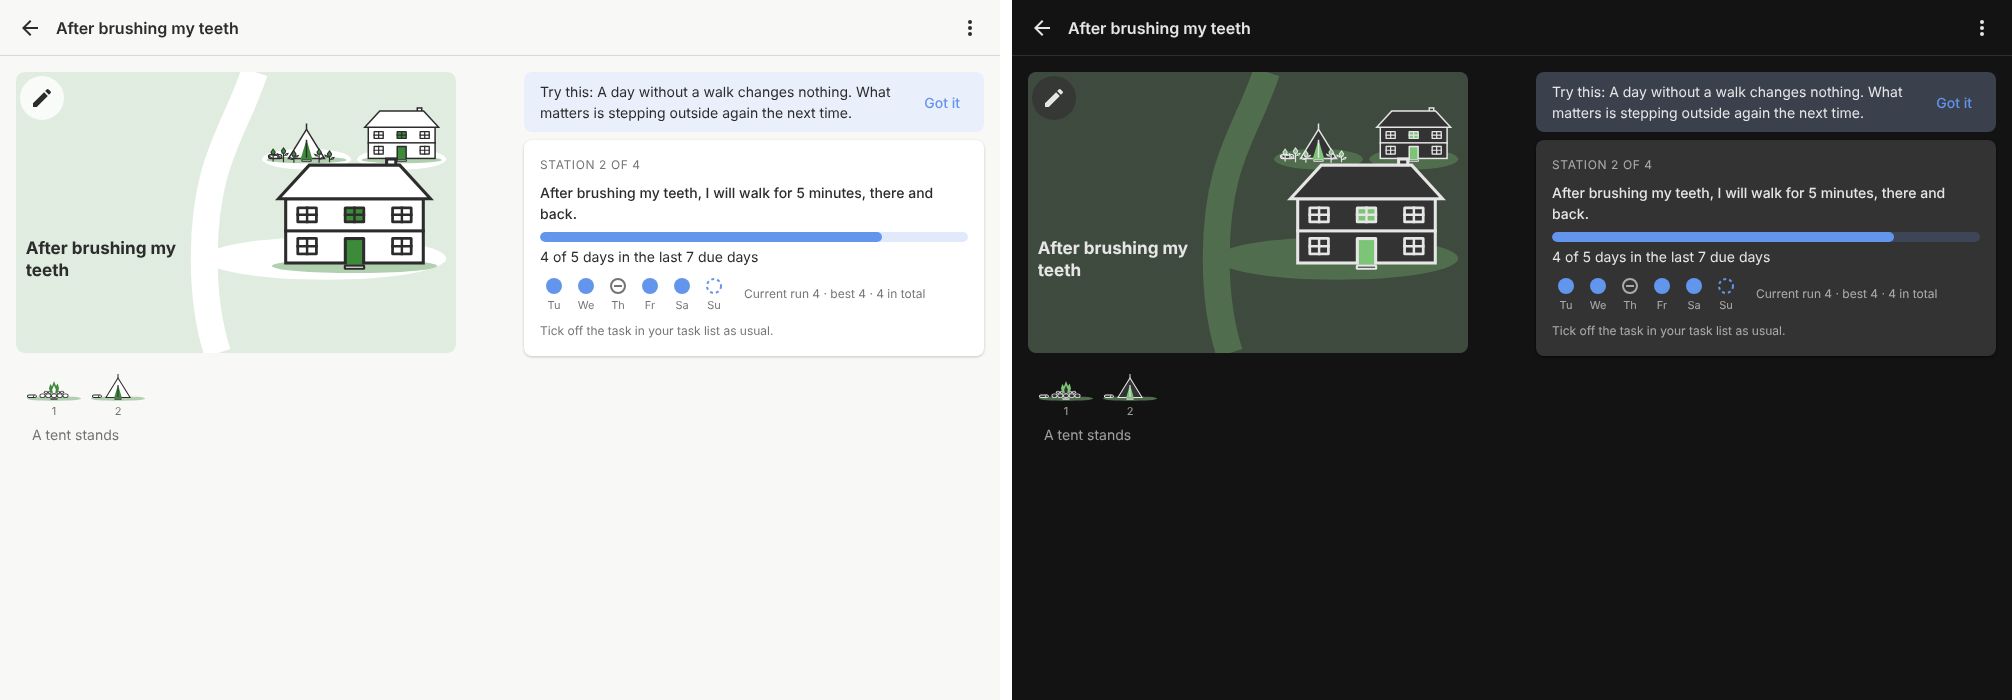 After brushing my teeth
After brushing my
teeth
Try this: A day without a walk changes nothing. What
matters is stepping outside again the next time.
Got it
STATION 2 OF 4
After brushing my teeth, I will walk for 5 minutes, there and
back.
4 of 5 days in the last 7 due days
Tu We Th Fr Sa Su
Current run 4 · best 4 · 4 in total
Tick off the task in your task list as usual.
1 2
A tent stands
After brushing my teeth
After brushing my
teeth
Try this: A day without a walk changes nothing. What
matters is stepping outside again the next time.
Got it
STATION 2 OF 4
After brushing my teeth, I will walk for 5 minutes, there and
back.
4 of 5 days in the last 7 due days
Tu We Th Fr Sa Su
Current run 4 · best 4 · 4 in total
Tick off the task in your task list as usual.
1 2
A tent stands